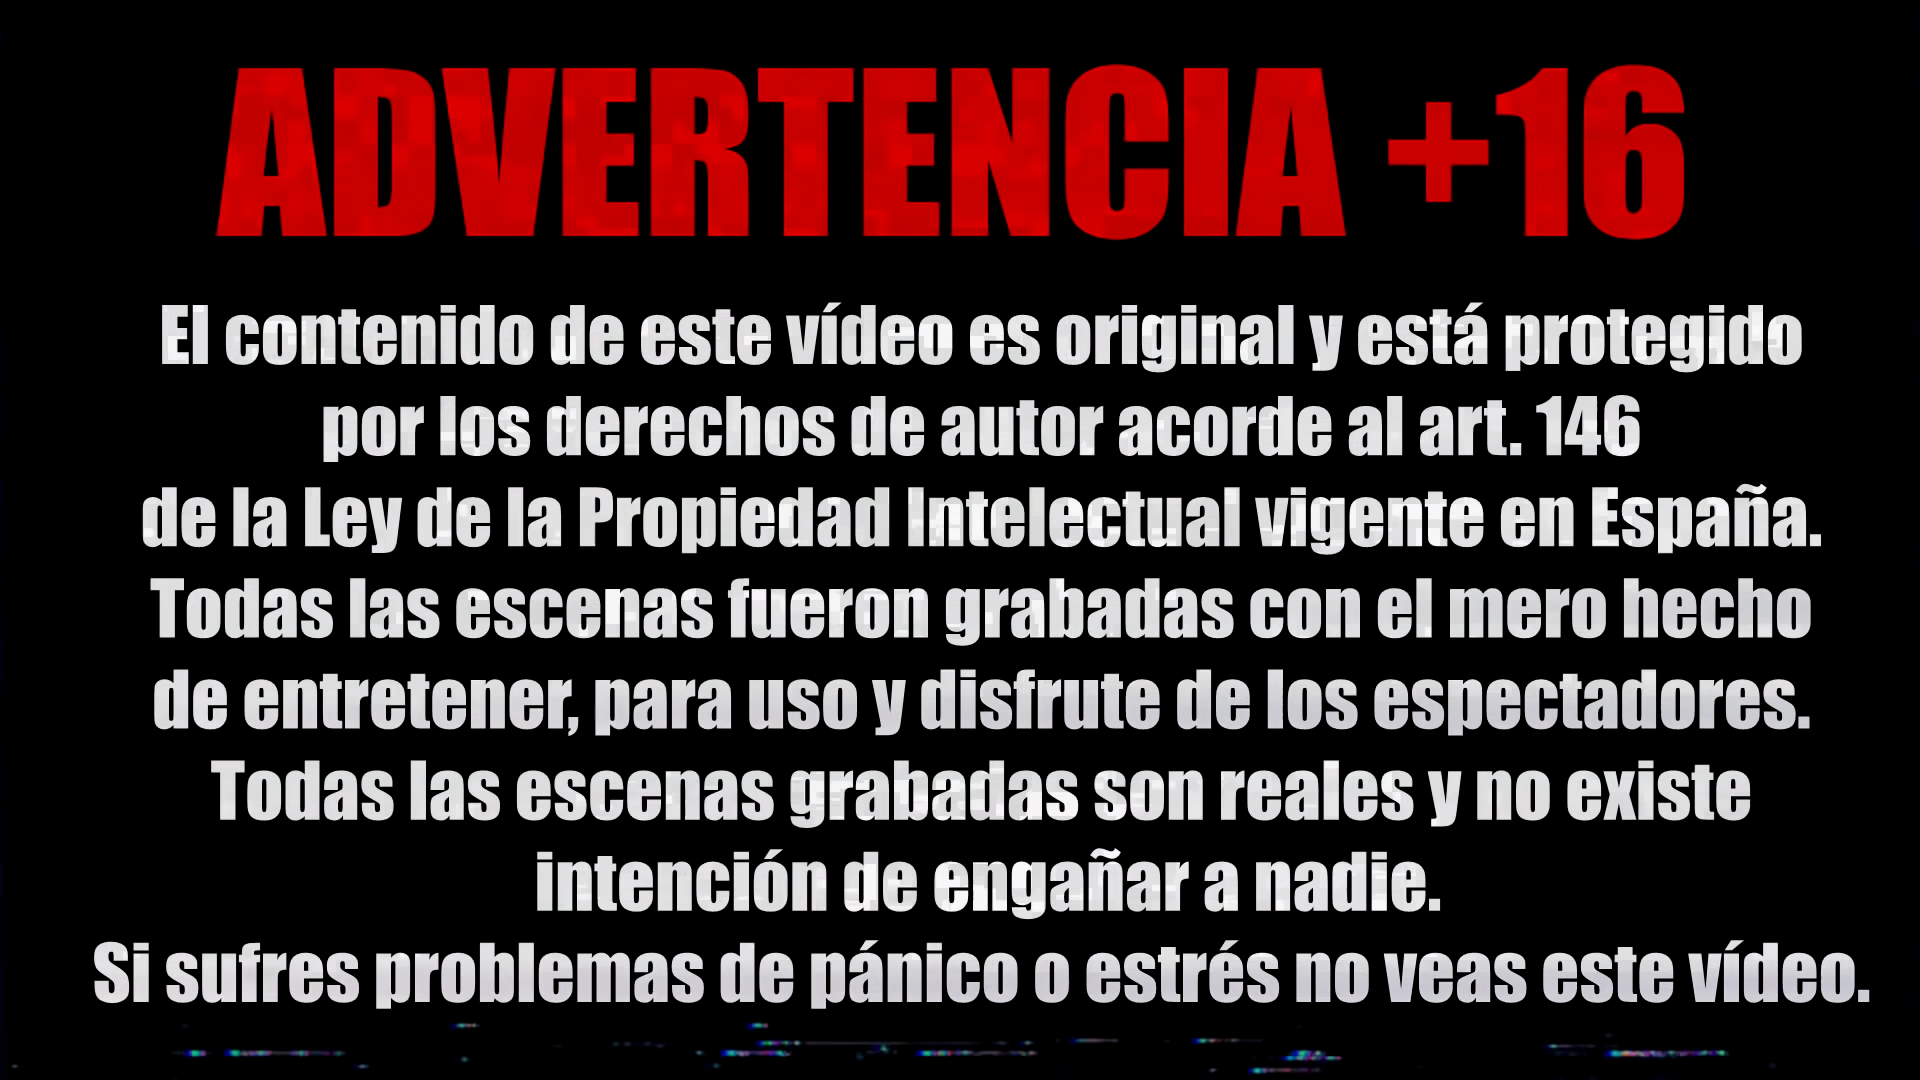 ADVERTENCIA +16
El contenido de este vídeo es original y está protegido
por los derechos de autor acorde al art. 146
de la Ley de la Propiedad Intelectual vigente en España.
Todas las escenas fueron grabadas con el mero hecho
de entretener, para uso y disfrute de los espectadores.
Todas las escenas grabadas son reales y no existe
intención de engañar a nadie.
Si sufres problemas de pánico o estrés no veas este vídeo.